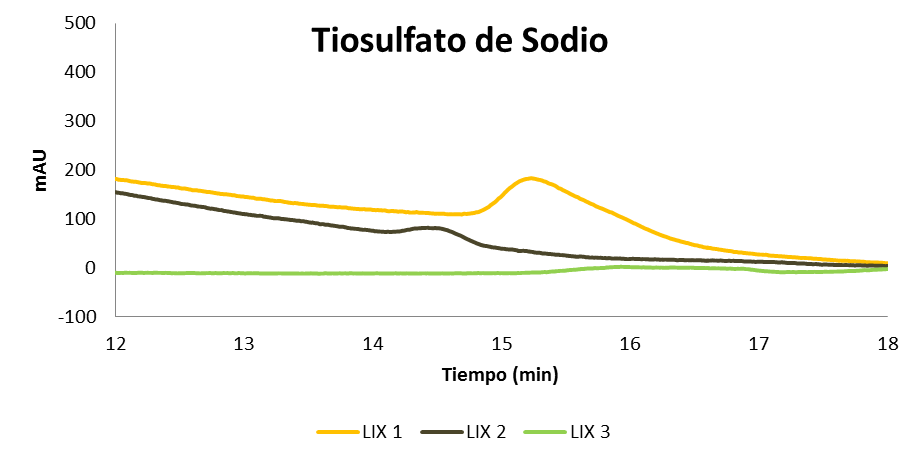 Tiosulfato de Sodio
500
400
300
200
100
0
-100
mAU
12 13 14 15 16 17 18
Tiempo (min)
LIX 1 LIX 2 LIX 3